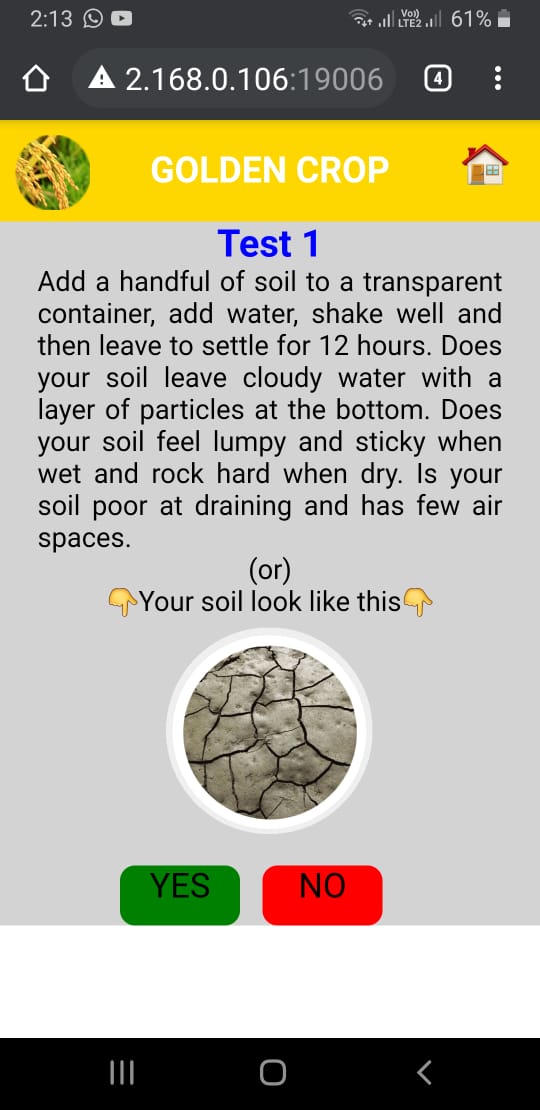 2:13 Vo)) LTE2 61%
2.168.0.106:19006 4
GOLDEN CROP
Test 1
Add a handful of soil to a transparent
container, add water, shake well and
then leave to settle for 12 hours. Does
your soil leave cloudy water with a
layer of particles at the bottom. Does
your soil feel lumpy and sticky when
wet and rock hard when dry. Is your
soil poor at draining and has few air
spaces.
(or)
👇Your soil look like this👇
YES NO